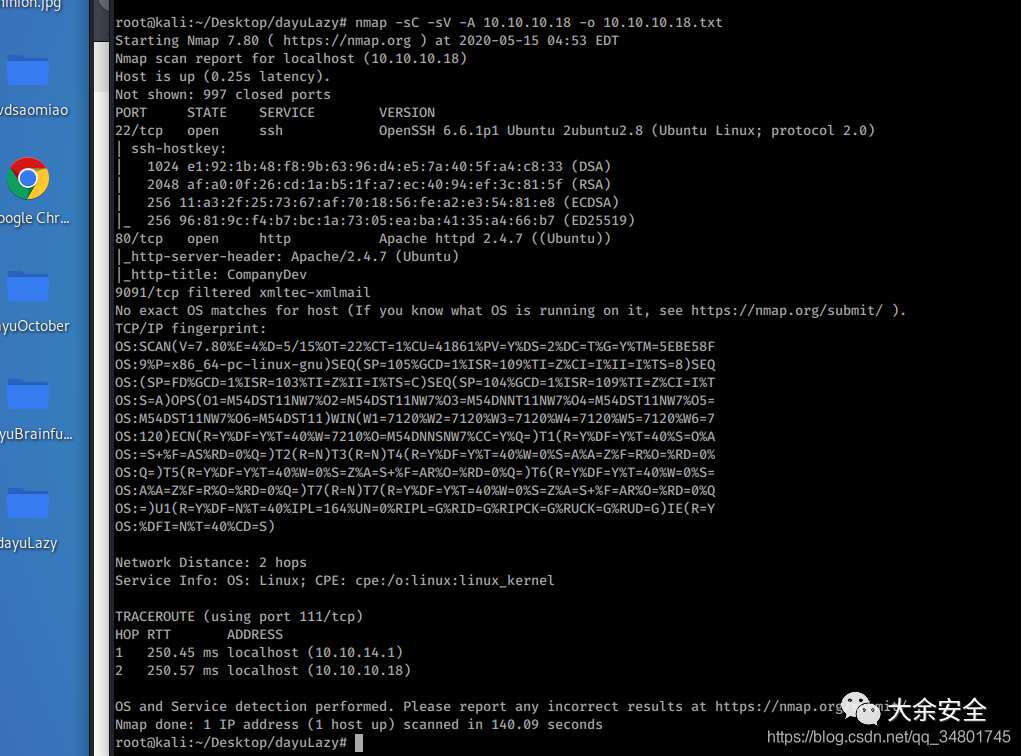 inion.jpg
vdsaomiao
oogle Chr...
ayuOctober
yuBrainfu...
dayuLazy
root@kali:~/Desktop/dayuLazy# nmap -sC -sV -A 10.10.10.18 -o 10.10.10.18.txt
Starting Nmap 7.80 ( https://nmap.org ) at 2020-05-15 04:53 EDT
Nmap scan report for localhost (10.10.10.18)
Host is up (0.25s latency).
Not shown: 997 closed ports
PORT     STATE    SERVICE        VERSION
22/tcp   open     ssh            OpenSSH 6.6.1p1 Ubuntu 2ubuntu2.8 (Ubuntu Linux; protocol 2.0)
| ssh-hostkey:
|   1024 e1:92:1b:48:f8:9b:63:96:d4:e5:7a:40:5f:a4:c8:33 (DSA)
|   2048 af:a0:0f:26:cd:1a:b5:1f:a7:ec:40:94:ef:3c:81:5f (RSA)
|   256 11:a3:2f:25:73:67:af:70:18:56:fe:a2:e3:54:81:e8 (ECDSA)
|_  256 96:81:9c:f4:b7:bc:1a:73:05:ea:ba:41:35:a4:66:b7 (ED25519)
80/tcp   open     http           Apache httpd 2.4.7 ((Ubuntu))
|_http-server-header: Apache/2.4.7 (Ubuntu)
|_http-title: CompanyDev
9091/tcp filtered xmltec-xmlmail
No exact OS matches for host (If you know what OS is running on it, see https://nmap.org/submit/ ).
TCP/IP fingerprint:
OS:SCAN(V=7.80%E=4%D=5/15%OT=22%CT=1%CU=41861%PV=Y%DS=2%DC=T%G=Y%TM=5EBE58F
OS:9%P=x86_64-pc-linux-gnu)SEQ(SP=105%GCD=1%ISR=109%TI=Z%CI=I%II=I%TS=8)SEQ
OS:(SP=FD%GCD=1%ISR=103%TI=Z%II=I%TS=C)SEQ(SP=104%GCD=1%ISR=109%TI=Z%CI=I%T
OS:S=A)OPS(O1=M54DST11NW7%O2=M54DST11NW7%O3=M54DNNT11NW7%O4=M54DST11NW7%O5=
OS:M54DST11NW7%O6=M54DST11)WIN(W1=7120%W2=7120%W3=7120%W4=7120%W5=7120%W6=7
OS:120)ECN(R=Y%DF=Y%T=40%W=7210%O=M54DNNSNW7%CC=Y%Q=)T1(R=Y%DF=Y%T=40%S=O%A
OS:=S+%F=AS%RD=0%Q=)T2(R=N)T3(R=N)T4(R=Y%DF=Y%T=40%W=0%S=A%A=Z%F=R%O=%RD=0%
OS:Q=)T5(R=Y%DF=Y%T=40%W=0%S=Z%A=S+%F=AR%O=%RD=0%Q=)T6(R=Y%DF=Y%T=40%W=0%S=
OS:A%A=Z%F=R%O=%RD=0%Q=)T7(R=N)T7(R=Y%DF=Y%T=40%W=0%S=Z%A=S+%F=AR%O=%RD=0%Q
OS:=)U1(R=Y%DF=N%T=40%IPL=164%UN=0%RIPL=G%RID=G%RIPCK=G%RUCK=G%RUD=G)IE(R=Y
OS:%DFI=N%T=40%CD=S)
Network Distance: 2 hops
Service Info: OS: Linux; CPE: cpe:/o:linux:linux_kernel
TRACEROUTE (using port 111/tcp)
HOP RTT       ADDRESS
1   250.45 ms localhost (10.10.14.1)
2   250.57 ms localhost (10.10.10.18)
OS and Service detection performed. Please report any incorrect results at https://nmap.org/submit/
Nmap done: 1 IP address (1 host up) scanned in 140.09 seconds
root@kali:~/Desktop/dayuLazy#
大余安全
https://blog.csdn.net/qq_34801745